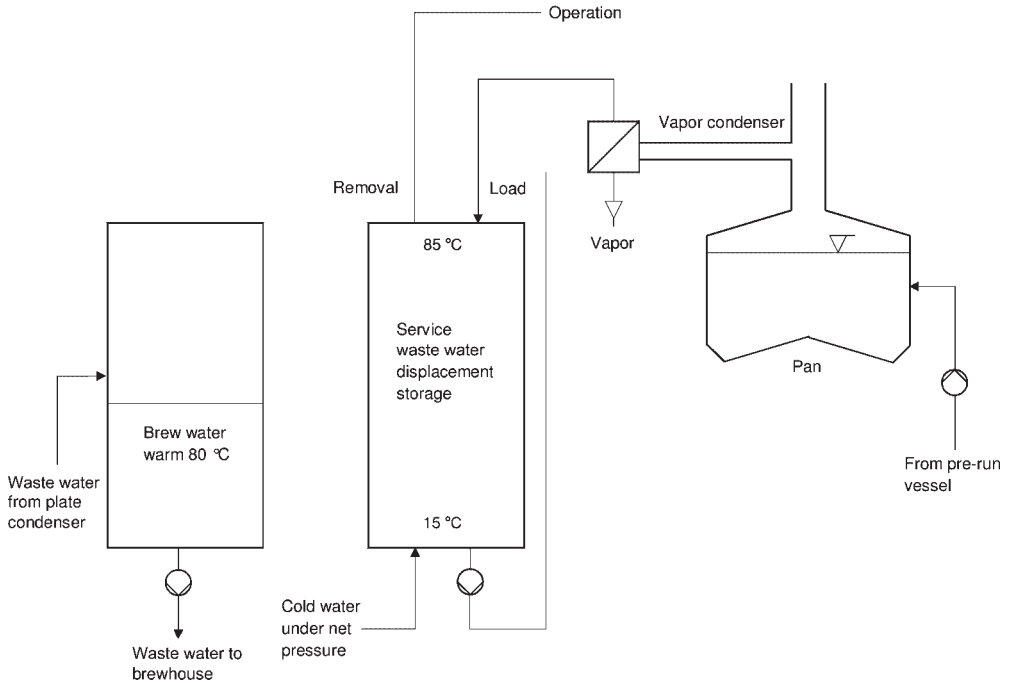 Operation
Vapor condenser
Removal
Load
Vapor
85 °C
Service
waste water
displacement
storage
15 °C
Pan
Brew water
warm 80 °C
Waste water
from plate
condenser
From pre-run
vessel
Cold water
under net
pressure
Waste water to
brewhouse